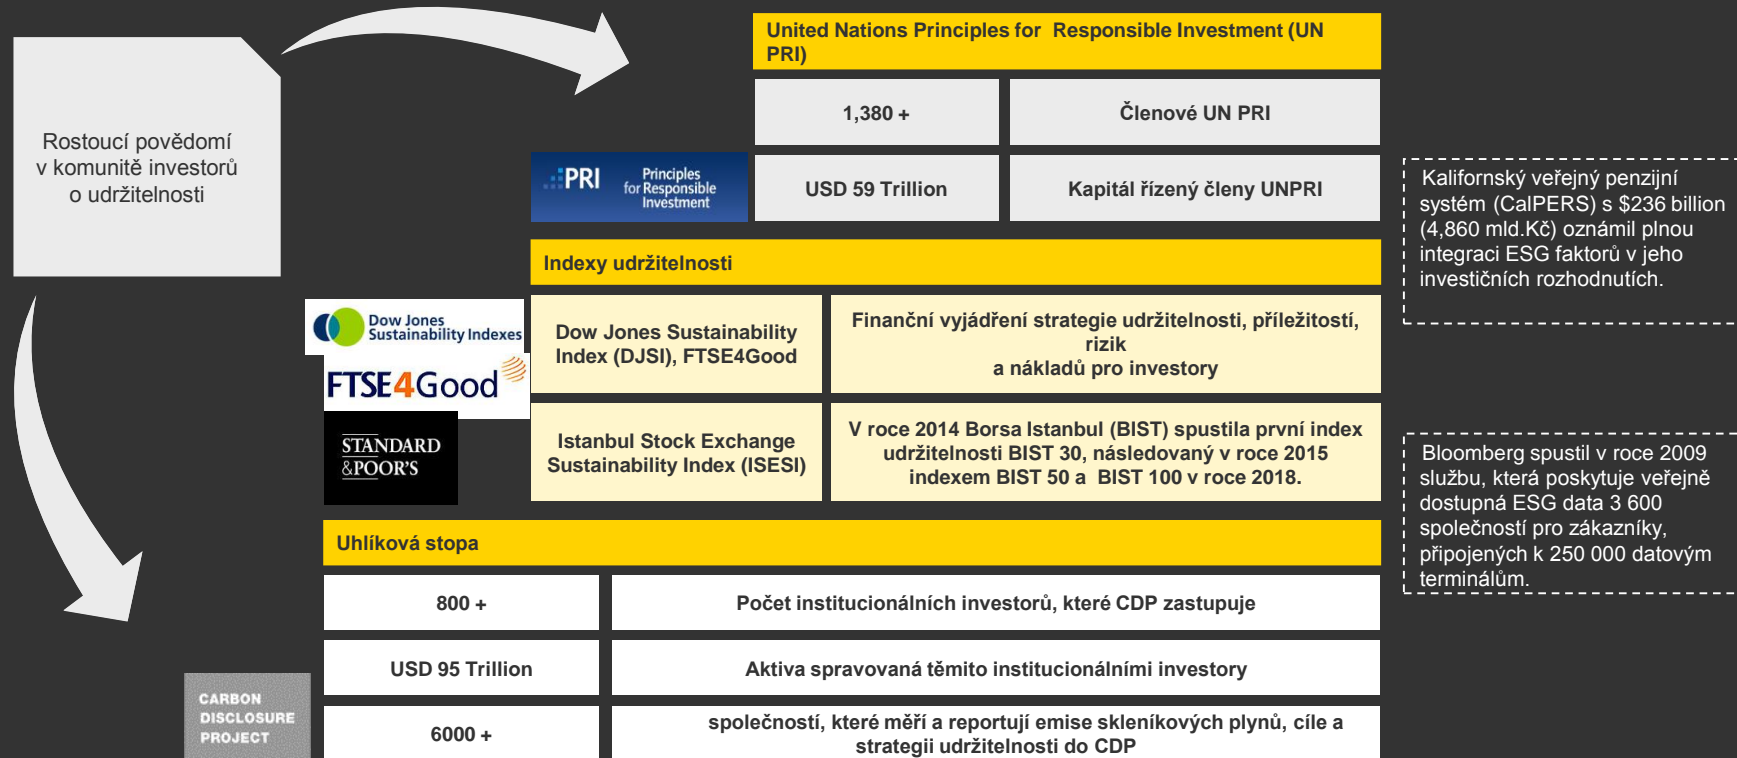 United Nations Principles for  Responsible Investment (UN
PRI)
1,380 +
Členové UN PRI
Rostoucí povědomí
v komunitě investorů
o udržitelnosti
PRI
Principles
for Responsible
Investment
USD 59 Trillion
Kapitál řízený členy UNPRI
Kalifornský veřejný penzijní
systém (CalPERS) s $236 billion
(4,860 mld.Kč) oznámil plnou
integraci ESG faktorů v jeho
investičních rozhodnutích.
Indexy udržitelnosti
Dow Jones
Sustainability Indexes
FTSE4Good
Dow Jones Sustainability
Index (DJSI), FTSE4Good
Finanční vyjádření strategie udržitelnosti, příležitostí,
rizik
a nákladů pro investory
STANDARD
&POOR'S
Istanbul Stock Exchange
Sustainability Index (ISESI)
V roce 2014 Borsa Istanbul (BIST) spustila první index
udržitelnosti BIST 30, následovaný v roce 2015
indexem BIST 50 a  BIST 100 v roce 2018.
Bloomberg spustil v roce 2009
službu, která poskytuje veřejně
dostupná ESG data 3 600
společností pro zákazníky,
připojených k 250 000 datovým
terminálům.
Uhlíková stopa
800 +
Počet institucionálních investorů, které CDP zastupuje
USD 95 Trillion
Aktiva spravovaná těmito institucionálními investory
CARBON
DISCLOSURE
PROJECT
6000 +
společností, které měří a reportují emise skleníkových plynů, cíle a
strategii udržitelnosti do CDP